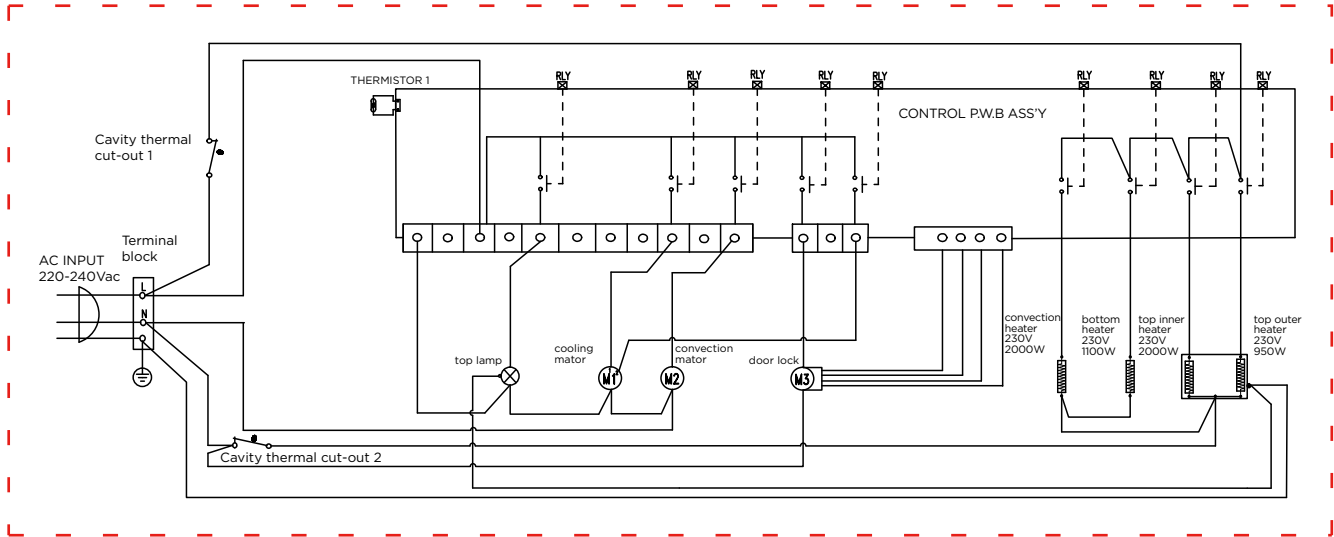 RLY RLY RLY RLY RLY RLY RLY RLY RLY
THERMISTOR 1
CONTROL P.W.B ASS'Y
Cavity thermal
cut-out 1
Terminal
block
AC INPUT
220-240Vac
L
N
convection
heater
230V
2000W
bottom
heater
230V
1100W
top inner
heater
230V
2000W
top outer
heater
230V
950W
cooling
mator
convection
mator
top lamp
door lock
M1
M2
M3
Cavity thermal cut-out 2